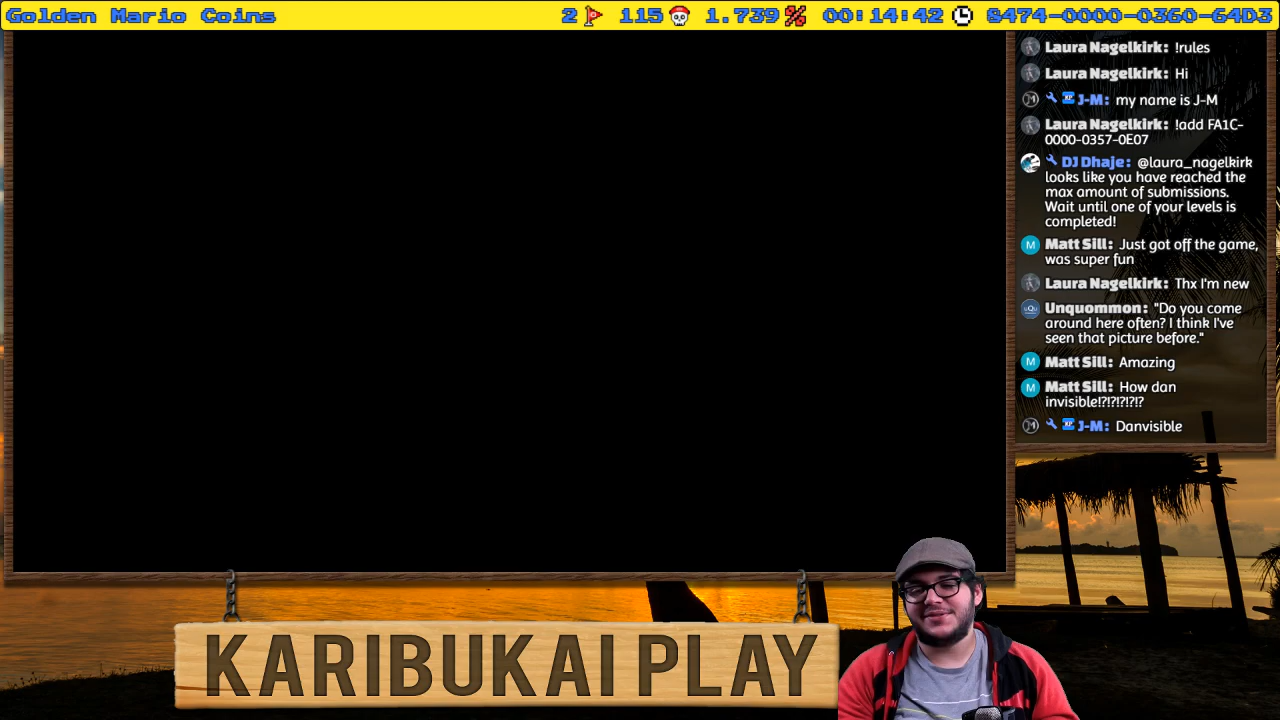 Golden Mario Coins 2 115 1.739% 00:14:42 8474-0000-0360-64D3
Laura Nagelkirk: !rules
Laura Nagelkirk: Hi
J-M: my name is J-M
Laura Nagelkirk: !add FA1C-
0000-0357-0E07
DJ Dhaje: @laura_nagelkirk
looks like you have reached the
max amount of submissions.
Wait until one of your levels is
completed!
M Matt Sill: Just got off the game,
was super fun
Laura Nagelkirk: Thx I'm new
Unquommon: "Do you come
around here often? I think I've
seen that picture before."
M Matt Sill: Amazing
M Matt Sill: How dan
invisible!?!?!?!?!?
J-M: Danvisible
KARIBUKAI PLAY